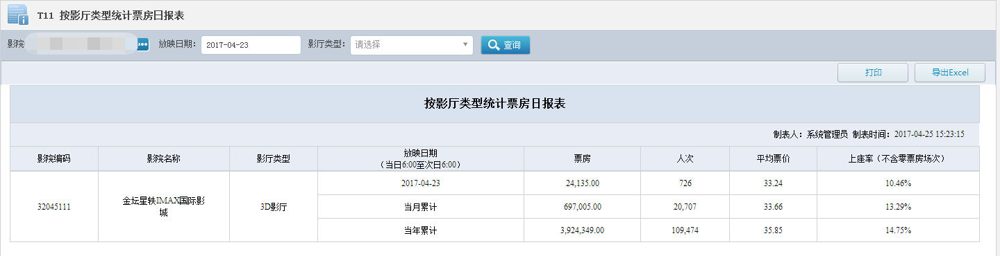 T11 按影厅类型统计票房日报表
影院
放映日期： 2017-04-23 影厅类型： 请选择 查询
打印 导出Excel
按影厅类型统计票房日报表
制表人：系统管理员 制表时间：2017-04-25 15:23:15
影院编码 影院名称 影厅类型 放映日期 票房 人次 平均票价 上座率（不含零票房场次）
（当日6:00至次日6:00）
32045111 金坛星轶IMAX国际影 3D影厅
城
2017-04-23 24,135.00 726 33.24 10.46%
当月累计 697,005.00 20,707 33.66 13.29%
当年累计 3,924,349.00 109,474 35.85 14.75%